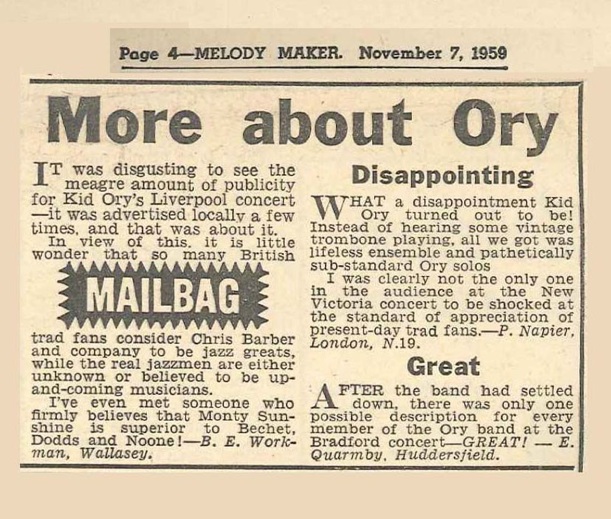 Page 4—MELODY MAKER. November 7, 1959
More about Ory
IT was disgusting to see the
meagre amount of publicity
for Kid Ory's Liverpool concert
—it was advertised locally a few
times, and that was about it.
In view of this, it is little
wonder that so many British
MAILBAG
trad fans consider Chris Barber
and company to be jazz greats,
while the real jazzmen are either
unknown or believed to be up-
and-coming musicians.
I've even met someone who
firmly believes that Monty Sun-
shine is superior to Bechet,
Dodds and Noone!—B. E. Work-
man, Wallasey.
Disappointing
WHAT a disappointment Kid
Ory turned out to be!
Instead of hearing some vintage
trombone playing, all we got was
lifeless ensemble and pathetically
sub-standard Ory solos
I was clearly not the only one
in the audience at the New
Victoria concert to be shocked at
the standard of appreciation of
present-day trad fans.—P. Napier,
London, N.19.
Great
AFTER the band had settled
down, there was only one
possible description for every
member of the Ory band at the
Bradford concert—GREAT! — E.
Quarmby, Huddersfield.